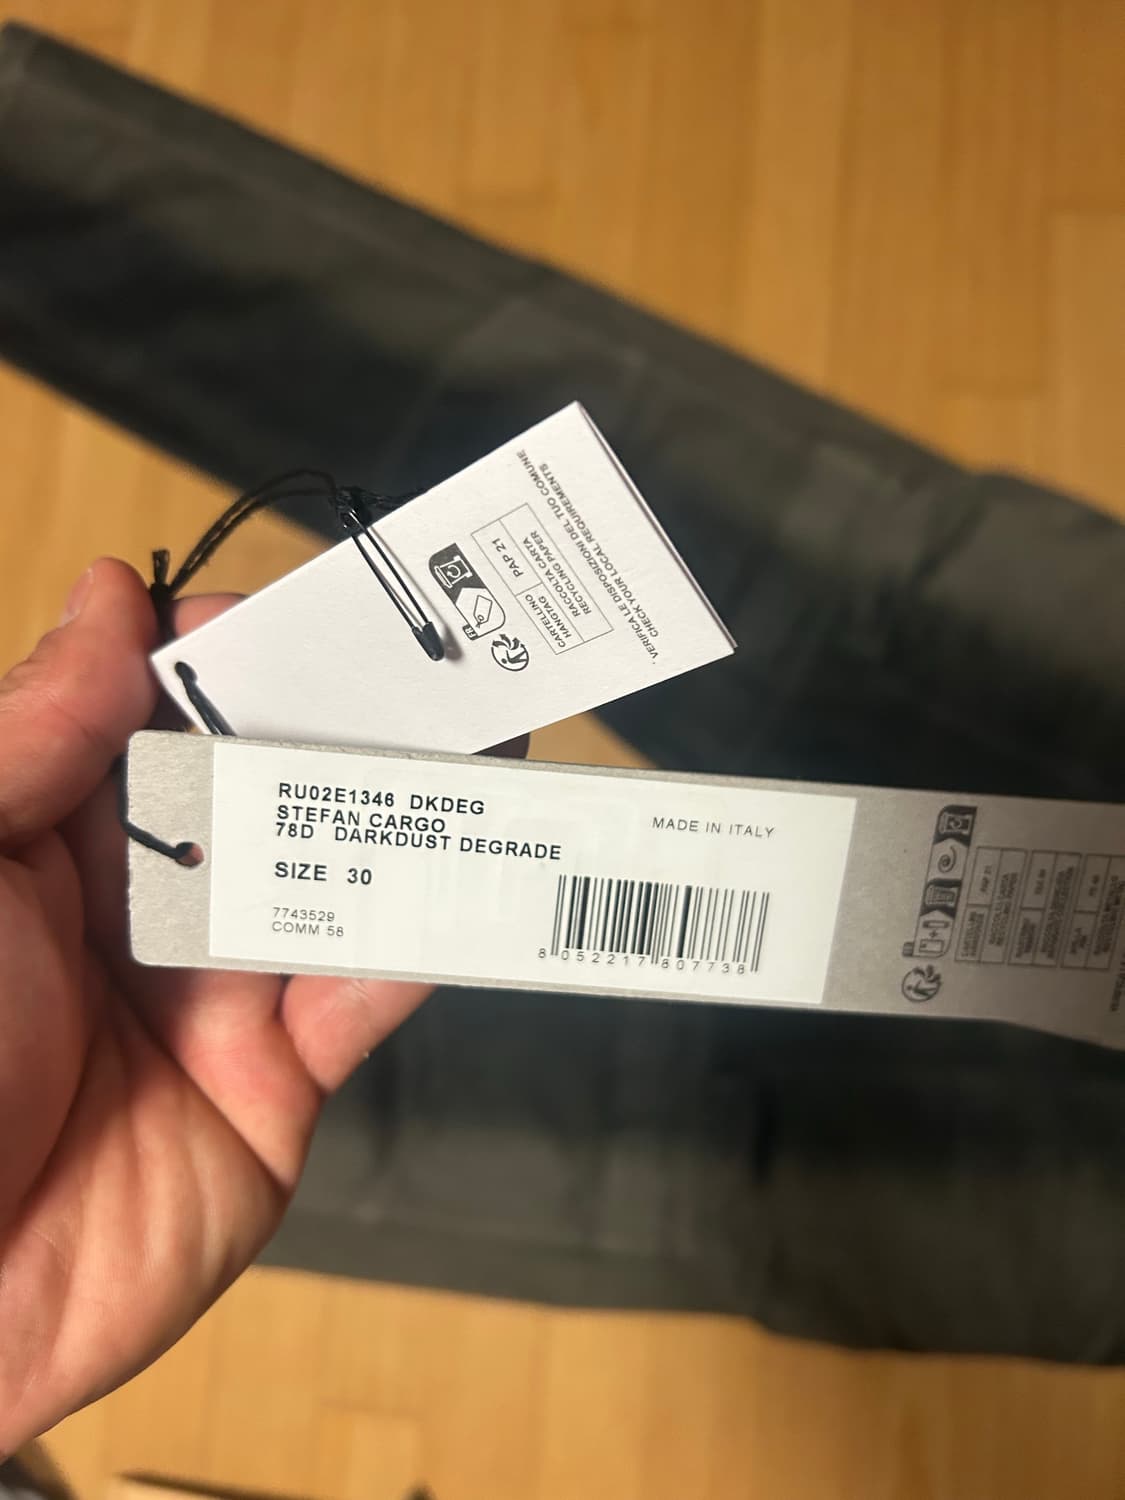 * VERIFICA LE DISPOSIZIONI DEL TUO COMUNE
CHECK YOUR LOCAL REQUIREMENTS
CARTELLINO
HANGTAG
PAP 21
RACCOLTA CARTA
RECYCLING PAPER
FR
RU02E1346 DKDEG
STEFAN CARGO
78D DARKDUST DEGRADE
SIZE 30
7743529
COMM 58
MADE IN ITALY
8 052217 807738